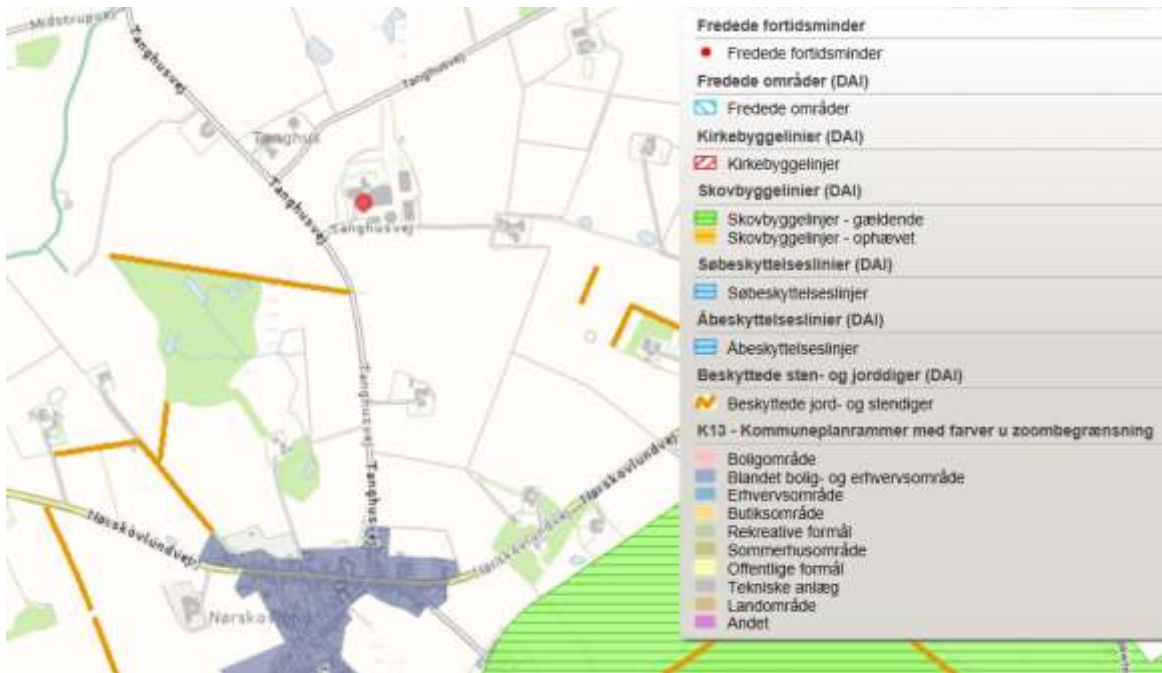 Midstrupvej
Tanghusvej
Tanghusvej
Tanghus
Tanghusvej
Tanghusvej
Tanghusvej
Tanghusvej
Nørskovlundvej
Nørskovlundvej
Nørskovlundvej
Fredede fortidsminder
Fredede fortidsminder
Fredede områder (DAI)
Fredede områder
Kirkebyggelinier (DAI)
Kirkebyggelinjer
Skovbyggelinier (DAI)
Skovbyggelinjer - gældende
Skovbyggelinjer - ophævet
Søbeskyttelseslinier (DAI)
Søbeskyttelseslinjer
Åbeskyttelseslinier (DAI)
Åbeskyttelseslinjer
Beskyttede sten- og jorddiger (DAI)
Beskyttede jord- og stendiger
K13 - Kommuneplanrammer med farver u zoombegrænsning
Boligområde
Blandet bolig- og erhvervsområde
Erhvervsområde
Butiksområde
Rekreative formål
Sommerhusområde
Offentlige formål
Tekniske anlæg
Landområde
Andet